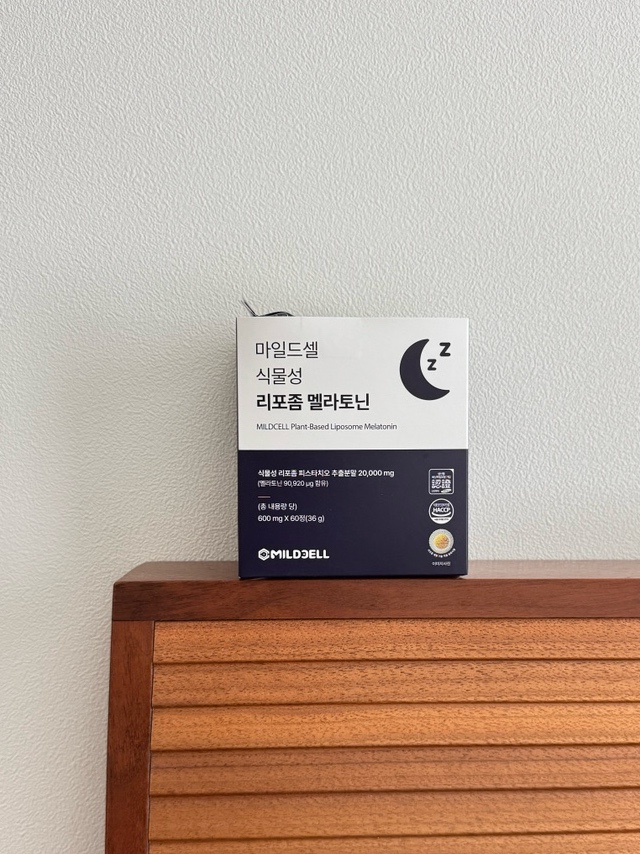 마일드셀
식물성
리포좀 멜라토닌
MILDCELL Plant-Based Liposome Melatonin
z
z
식물성 리포좀 피스타치오 추출분말 20,000 mg
(멜라토닌 90,920 μg 함유)
(총 내용량 당)
600 mg X 60정(36 g)
HACCP
MILDCELL